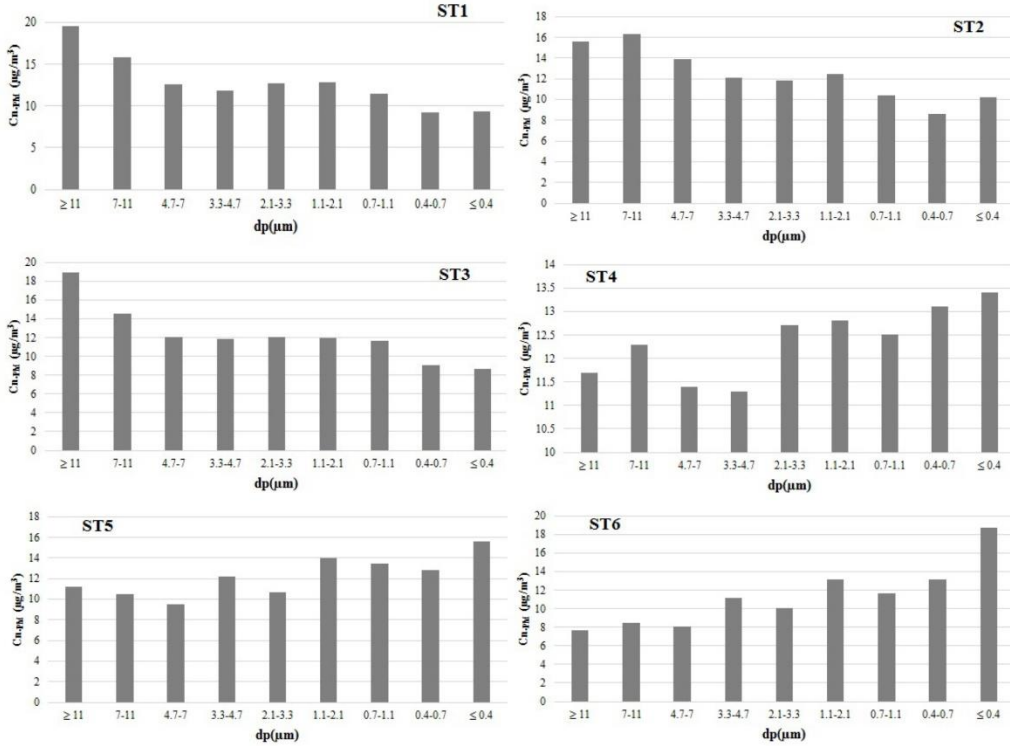 ST1
Cn-PM (µg/m³)
20
15
10
5
0
≥ 11 7-11 4.7-7 3.3-4.7 2.1-3.3 1.1-2.1 0.7-1.1 0.4-0.7 ≤ 0.4
dp(µm)
ST2
Cn-PM (µg/m³)
18
16
14
12
10
8
6
4
2
0
≥ 11 7-11 4.7-7 3.3-4.7 2.1-3.3 1.1-2.1 0.7-1.1 0.4-0.7 ≤ 0.4
dp(µm)
ST3
Cn-PM (µg/m³)
20
18
16
14
12
10
8
6
4
2
0
≥ 11 7-11 4.7-7 3.3-4.7 2.1-3.3 1.1-2.1 0.7-1.1 0.4-0.7 ≤ 0.4
dp(µm)
ST4
Cn-PM (µg/m³)
14
13.5
13
12.5
12
11.5
11
10.5
10
≥ 11 7-11 4.7-7 3.3-4.7 2.1-3.3 1.1-2.1 0.7-1.1 0.4-0.7 ≤ 0.4
dp(µm)
ST5
Cn-PM (µg/m³)
18
16
14
12
10
8
6
4
2
0
≥ 11 7-11 4.7-7 3.3-4.7 2.1-3.3 1.1-2.1 0.7-1.1 0.4-0.7 ≤ 0.4
dp(µm)
ST6
Cn-PM (µg/m³)
20
18
16
14
12
10
8
6
4
2
0
≥ 11 7-11 4.7-7 3.3-4.7 2.1-3.3 1.1-2.1 0.7-1.1 0.4-0.7 ≤ 0.4
dp(µm)